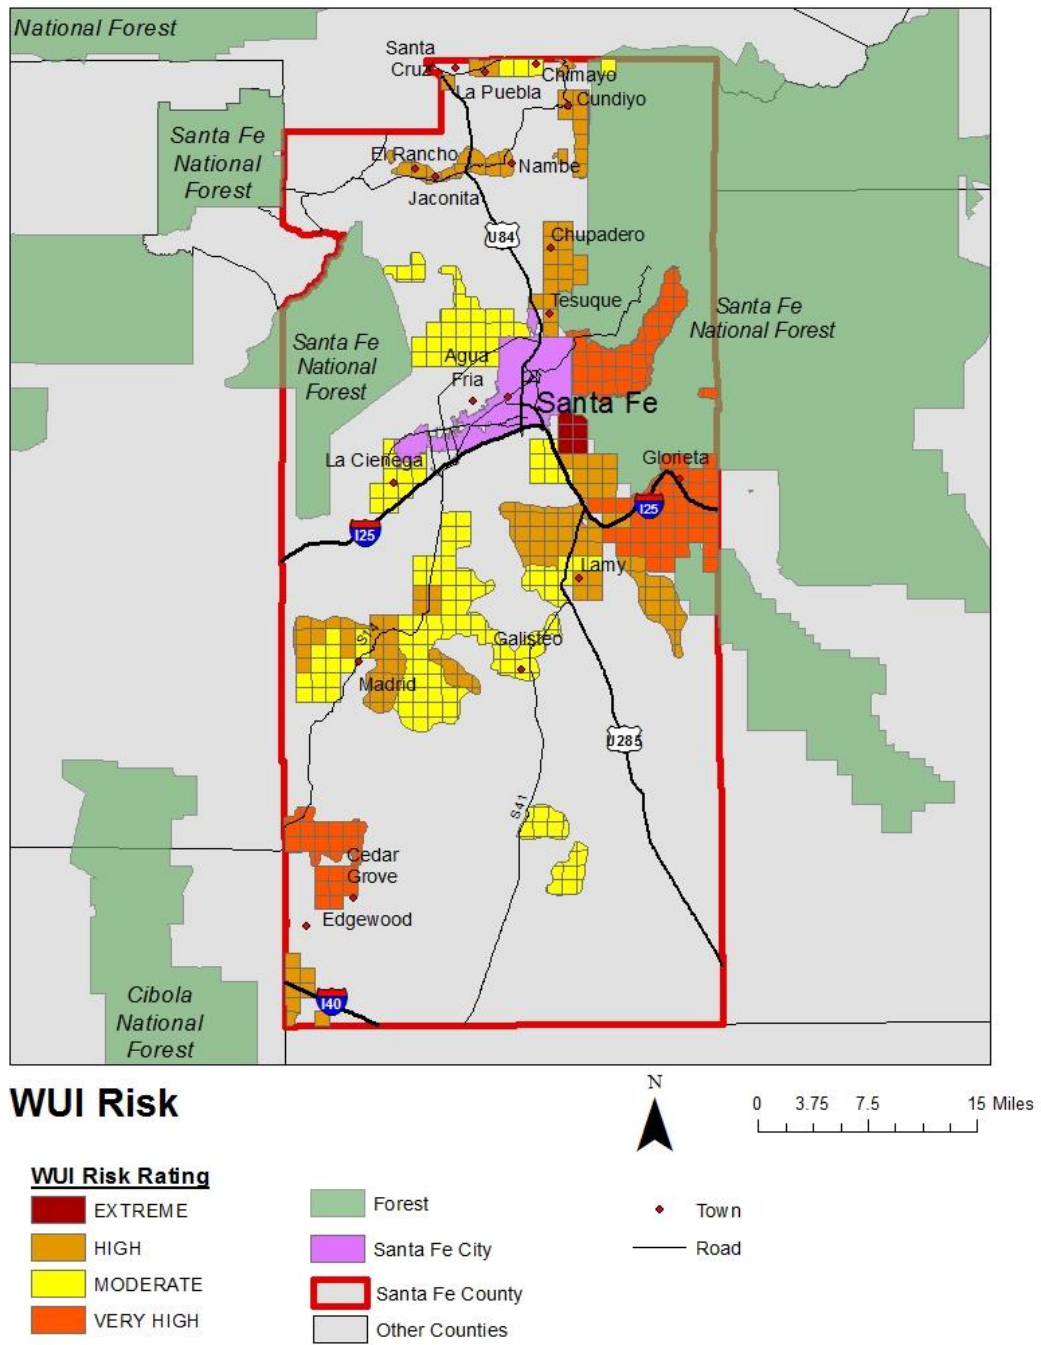 National Forest
Santa
Cruz
Chimayo
La Puebla
Cundiyo
Santa Fe
National
Forest
El Rancho
Nambe
Jaconita
U84
Chupadero
Tesuque
Santa Fe
National Forest
Santa Fe
National
Forest
Agua
Fria
Santa Fe
La Cienega
Glorieta
I25
I25
Lamy
S14
Galisteo
Madrid
U285
S41
Cedar
Grove
Edgewood
Cibola
National
Forest
I40
WUI Risk
N
0 3.75 7.5 15 Miles
WUI Risk Rating
EXTREME
HIGH
MODERATE
VERY HIGH
Forest
Santa Fe City
Santa Fe County
Other Counties
Town
Road